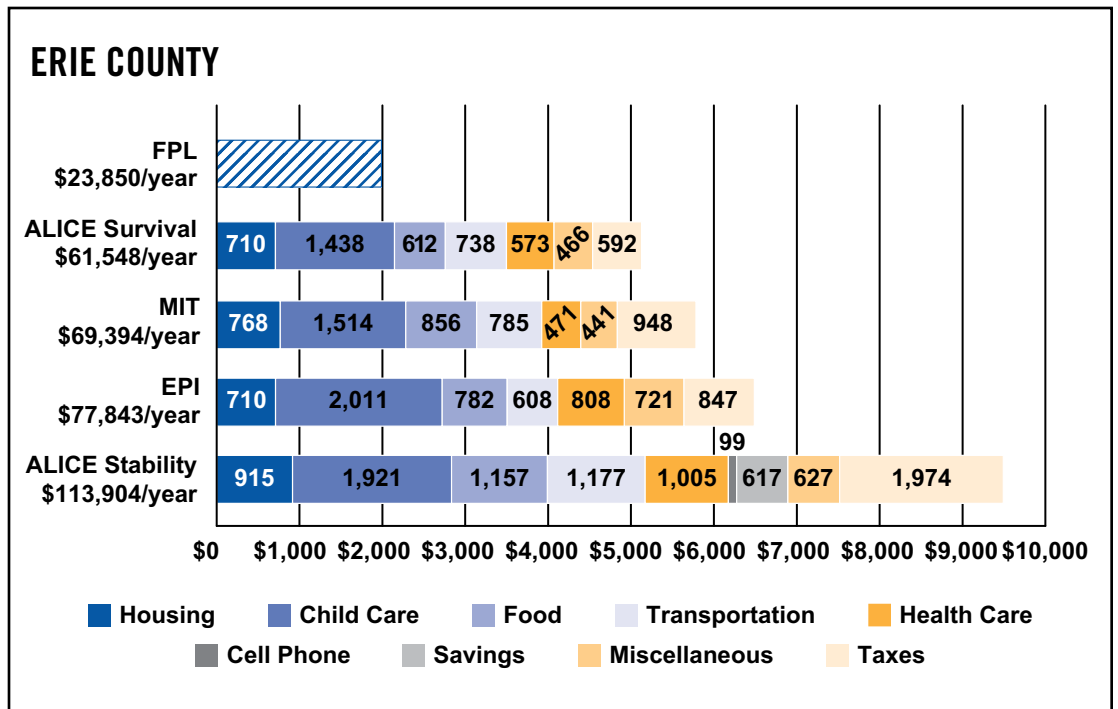 ERIE COUNTY
FPL
$23,850/year
ALICE Survival
$61,548/year
710 1,438 612 738 573 466 592
MIT
$69,394/year
768 1,514 856 785 471 441 948
EPI
$77,843/year
710 2,011 782 608 808 721 847
99
ALICE Stability
$113,904/year
915 1,921 1,157 1,177 1,005 617 627 1,974
$0 $1,000 $2,000 $3,000 $4,000 $5,000 $6,000 $7,000 $8,000 $9,000 $10,000
Housing Child Care Food Transportation Health Care
Cell Phone Savings Miscellaneous Taxes